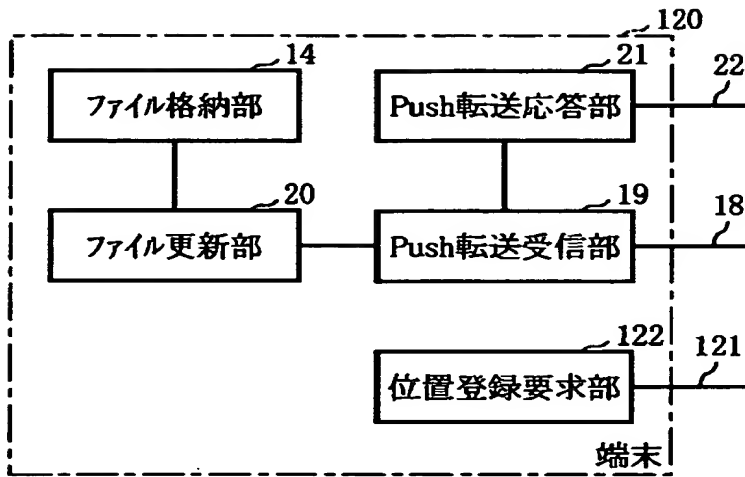 120
14
21
22
ファイル格納部
Push転送応答部
20
19
18
ファイル更新部
Push転送受信部
122
121
位置登録要求部
端末